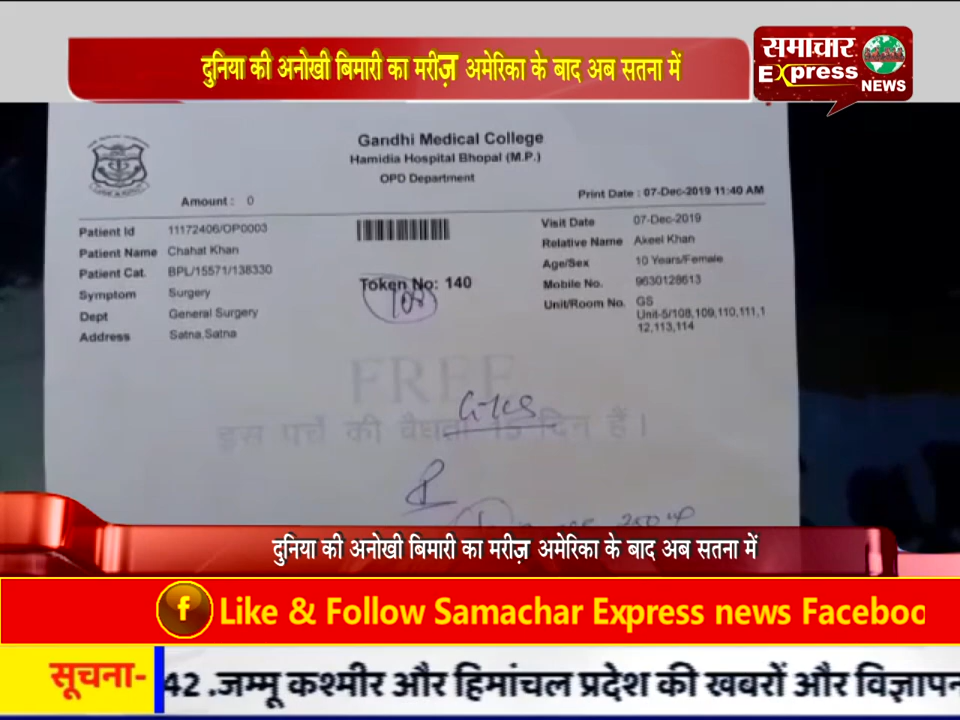 दुनिया की अनोखी बिमारी का मरीज़ अमेरिका के बाद अब सतना में
समाचार
Express
NEWS
Gandhi Medical College
Hamidia Hospital Bhopal (M.P.)
OPD Department
Amount : 0
Print Date : 07-Dec-2019 11:40 AM
Patient Id 11172406/OP0003
Visit Date 07-Dec-2019
Patient Name Chahat Khan
Relative Name Akeel Khan
Patient Cat. BPL/15571/138330
Age/Sex 10 Years/Female
Symptom Surgery
Token No: 140
Mobile No. 9630128613
Dept General Surgery
Unit/Room No. GS
Unit-5/108,109,110,111,1
12,113,114
Address Satna,Satna
108
FREE
इस पर्चे की वैधता 15 दिन हैं।
दुनिया की अनोखी बिमारी का मरीज़ अमेरिका के बाद अब सतना में
f Like & Follow Samachar Express news Faceboo
सूचना- 42 .जम्मू कश्मीर और हिमांचल प्रदेश की खबरों और विज्ञापन